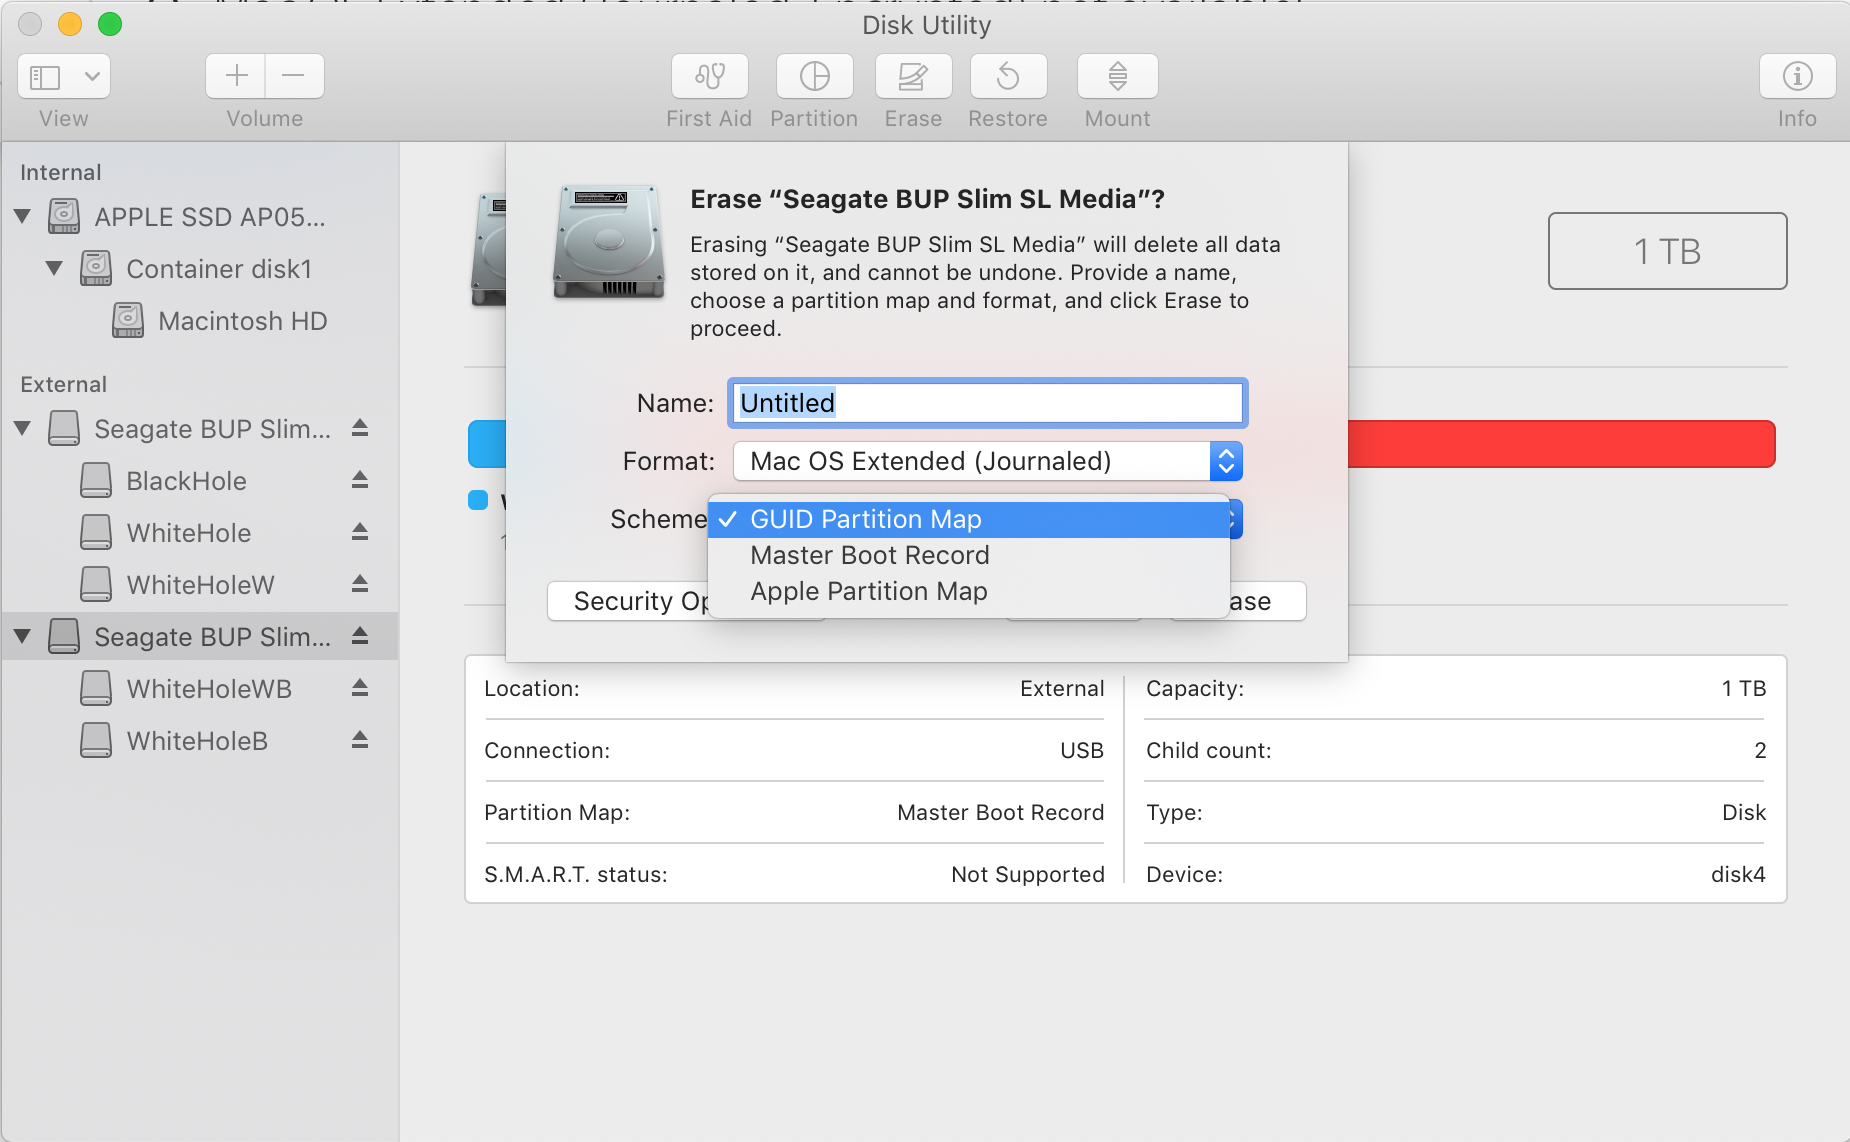 Disk Utility
View
Volume
First Aid
Partition
Erase
Restore
Mount
Info
Internal
APPLE SSD AP05...
Container disk1
Macintosh HD
External
Seagate BUP Slim...
BlackHole
WhiteHole
WhiteHoleW
Seagate BUP Slim...
WhiteHoleWB
WhiteHoleB
Erase “Seagate BUP Slim SL Media”?
Erasing “Seagate BUP Slim SL Media” will delete all data
stored on it, and cannot be undone. Provide a name,
choose a partition map and format, and click Erase to
proceed.
1 TB
Name: Untitled
Format: Mac OS Extended (Journaled)
Scheme
✓ GUID Partition Map
Master Boot Record
Apple Partition Map
Security Op
ase
Location: External
Connection: USB
Partition Map: Master Boot Record
S.M.A.R.T. status: Not Supported
Capacity: 1 TB
Child count: 2
Type: Disk
Device: disk4